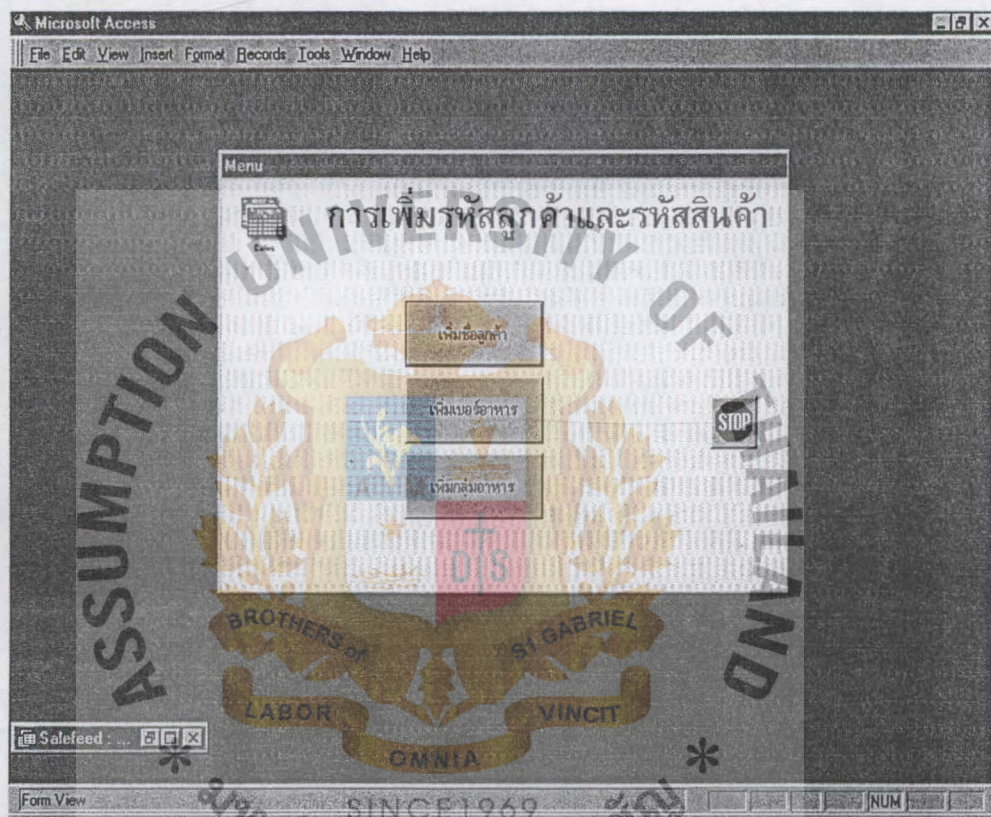 Microsoft Access
File Edit View Insert Format Records Tools Window Help
Menu
Sales
การเพิ่มรหัสลูกค้าและรหัสสินค้า
เพิ่มชื่อลูกค้า
เพิ่มเบอร์อาหาร
STOP
เพิ่มกลุ่มอาหาร
ASSUMPTION UNIVERSITY OF THAILAND
D S
BROTHERS of St GABRIEL
LABOR VINCIT
OMNIA
Salefeed : ...
Form View
SINCE 1969
NUM